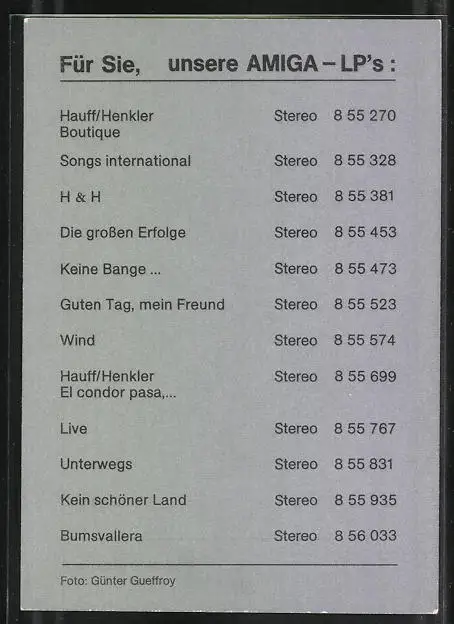 Für Sie, unsere AMIGA – LP's :
Hauff/Henkler Stereo 8 55 270
Boutique
Songs international Stereo 8 55 328
H & H Stereo 8 55 381
Die großen Erfolge Stereo 8 55 453
Keine Bange ... Stereo 8 55 473
Guten Tag, mein Freund Stereo 8 55 523
Wind Stereo 8 55 574
Hauff/Henkler Stereo 8 55 699
El condor pasa,...
Live Stereo 8 55 767
Unterwegs Stereo 8 55 831
Kein schöner Land Stereo 8 55 935
Bumsvallera Stereo 8 56 033
Foto: Günter Gueffroy